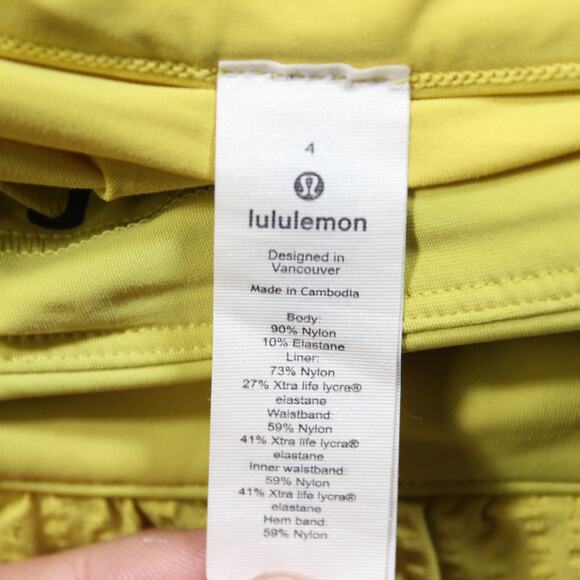 4
lululemon
Designed in
Vancouver
Made in Cambodia
Body:
90% Nylon
10% Elastane
Liner:
73% Nylon
27% Xtra life lycra®
elastane
Waistband:
59% Nylon
41% Xtra life lycra®
elastane
Inner waistband:
59% Nylon
41% Xtra life lycra®
elastane
Hem band:
59% Nylon